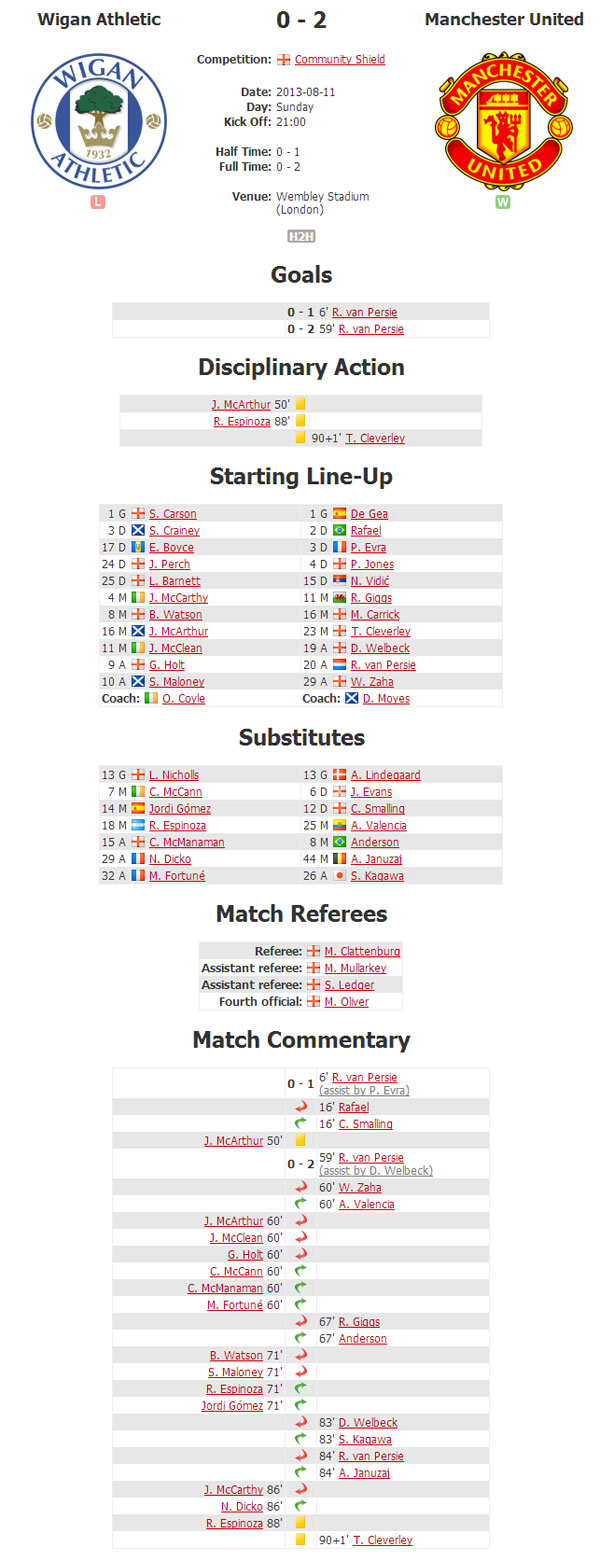 Wigan Athletic 0 - 2 Manchester United
WIGAN ATHLETIC 1932
MANCHESTER UNITED
Competition: Community Shield
Date: 2013-08-11
Day: Sunday
Kick Off: 21:00
Half Time: 0 - 1
Full Time: 0 - 2
Venue: Wembley Stadium
(London)
L W
H2H
Goals
0 - 1 6' R. van Persie
0 - 2 59' R. van Persie
Disciplinary Action
J. McArthur 50'
R. Espinoza 88'
90+1' T. Cleverley
Starting Line-Up
1 G S. Carson 1 G De Gea
3 D S. Crainey 2 D Rafael
17 D E. Boyce 3 D P. Evra
24 D J. Perch 4 D P. Jones
25 D L. Barnett 15 D N. Vidić
4 M J. McCarthy 11 M R. Giggs
8 M B. Watson 16 M M. Carrick
16 M J. McArthur 23 M T. Cleverley
11 M J. McClean 19 A D. Welbeck
9 A G. Holt 20 A R. van Persie
10 A S. Maloney 29 A W. Zaha
Coach: O. Coyle Coach: D. Moyes
Substitutes
13 G L. Nicholls 13 G A. Lindegaard
7 M C. McCann 6 D J. Evans
14 M Jordi Gómez 12 D C. Smalling
18 M R. Espinoza 25 M A. Valencia
15 A C. McManaman 8 M Anderson
29 A N. Dicko 44 M A. Januzaj
32 A M. Fortuné 26 A S. Kagawa
Match Referees
Referee: M. Clattenburg
Assistant referee: M. Mullarkey
Assistant referee: S. Ledger
Fourth official: M. Oliver
Match Commentary
0 - 1 6' R. van Persie
(assist by P. Evra)
16' Rafael
16' C. Smalling
J. McArthur 50'
0 - 2 59' R. van Persie
(assist by D. Welbeck)
60' W. Zaha
60' A. Valencia
J. McArthur 60'
J. McClean 60'
G. Holt 60'
C. McCann 60'
C. McManaman 60'
M. Fortuné 60'
67' R. Giggs
67' Anderson
B. Watson 71'
S. Maloney 71'
R. Espinoza 71'
Jordi Gómez 71'
83' D. Welbeck
83' S. Kagawa
84' R. van Persie
84' A. Januzaj
J. McCarthy 86'
N. Dicko 86'
R. Espinoza 88'
90+1' T. Cleverley